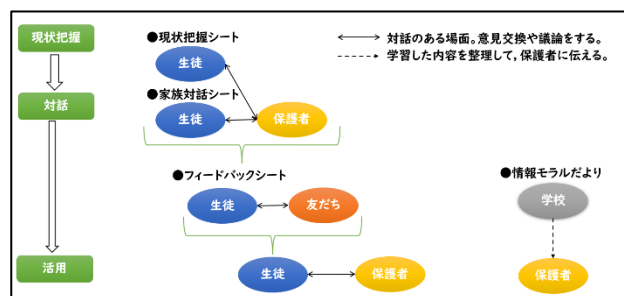 現状把握
●現状把握シート
対話のある場面。意見交換や議論をする。
学習した内容を整理して,保護者に伝える。
生徒
●家族対話シート
対話
生徒
保護者
●フィードバックシート
●情報モラルだより
生徒
友だち
学校
活用
生徒
保護者
保護者